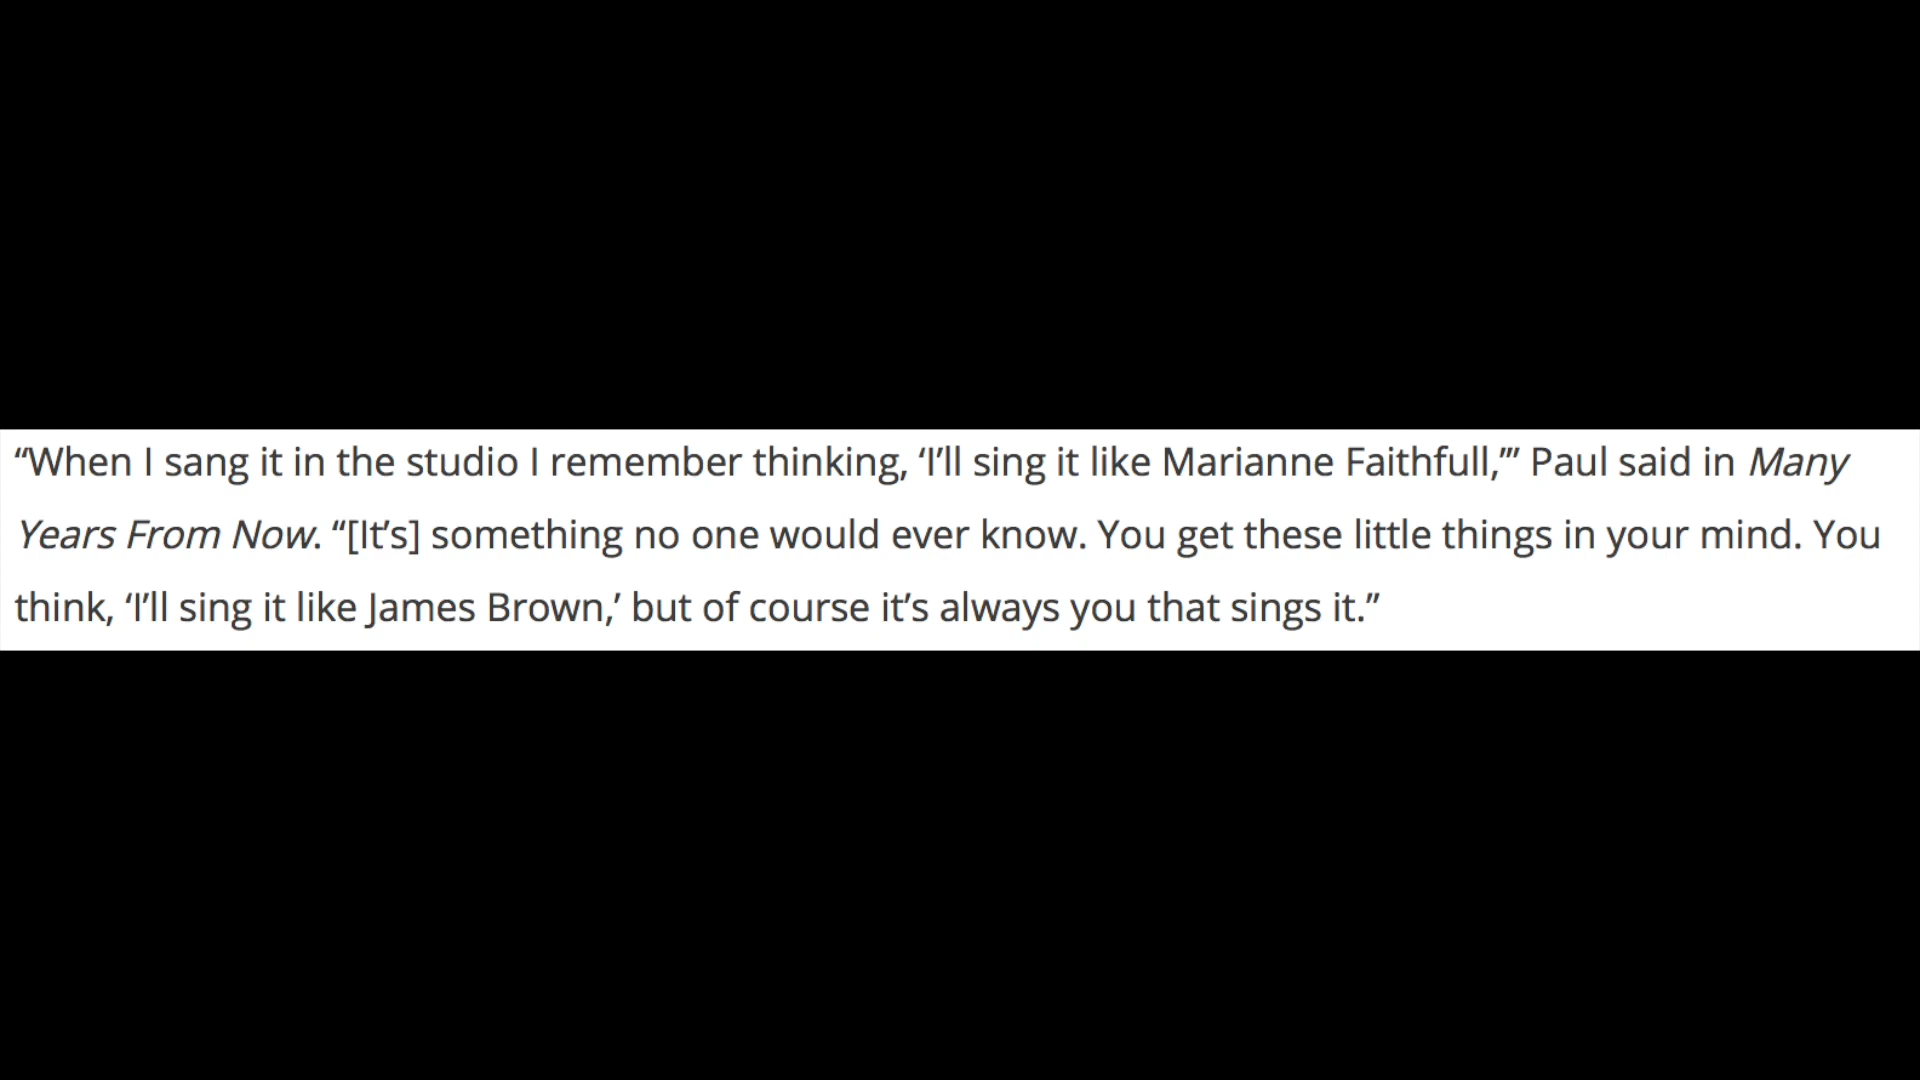 “When I sang it in the studio I remember thinking, ‘I’ll sing it like Marianne Faithfull,’” Paul said in Many
Years From Now. “[It’s] something no one would ever know. You get these little things in your mind. You
think, ‘I’ll sing it like James Brown,’ but of course it’s always you that sings it.”